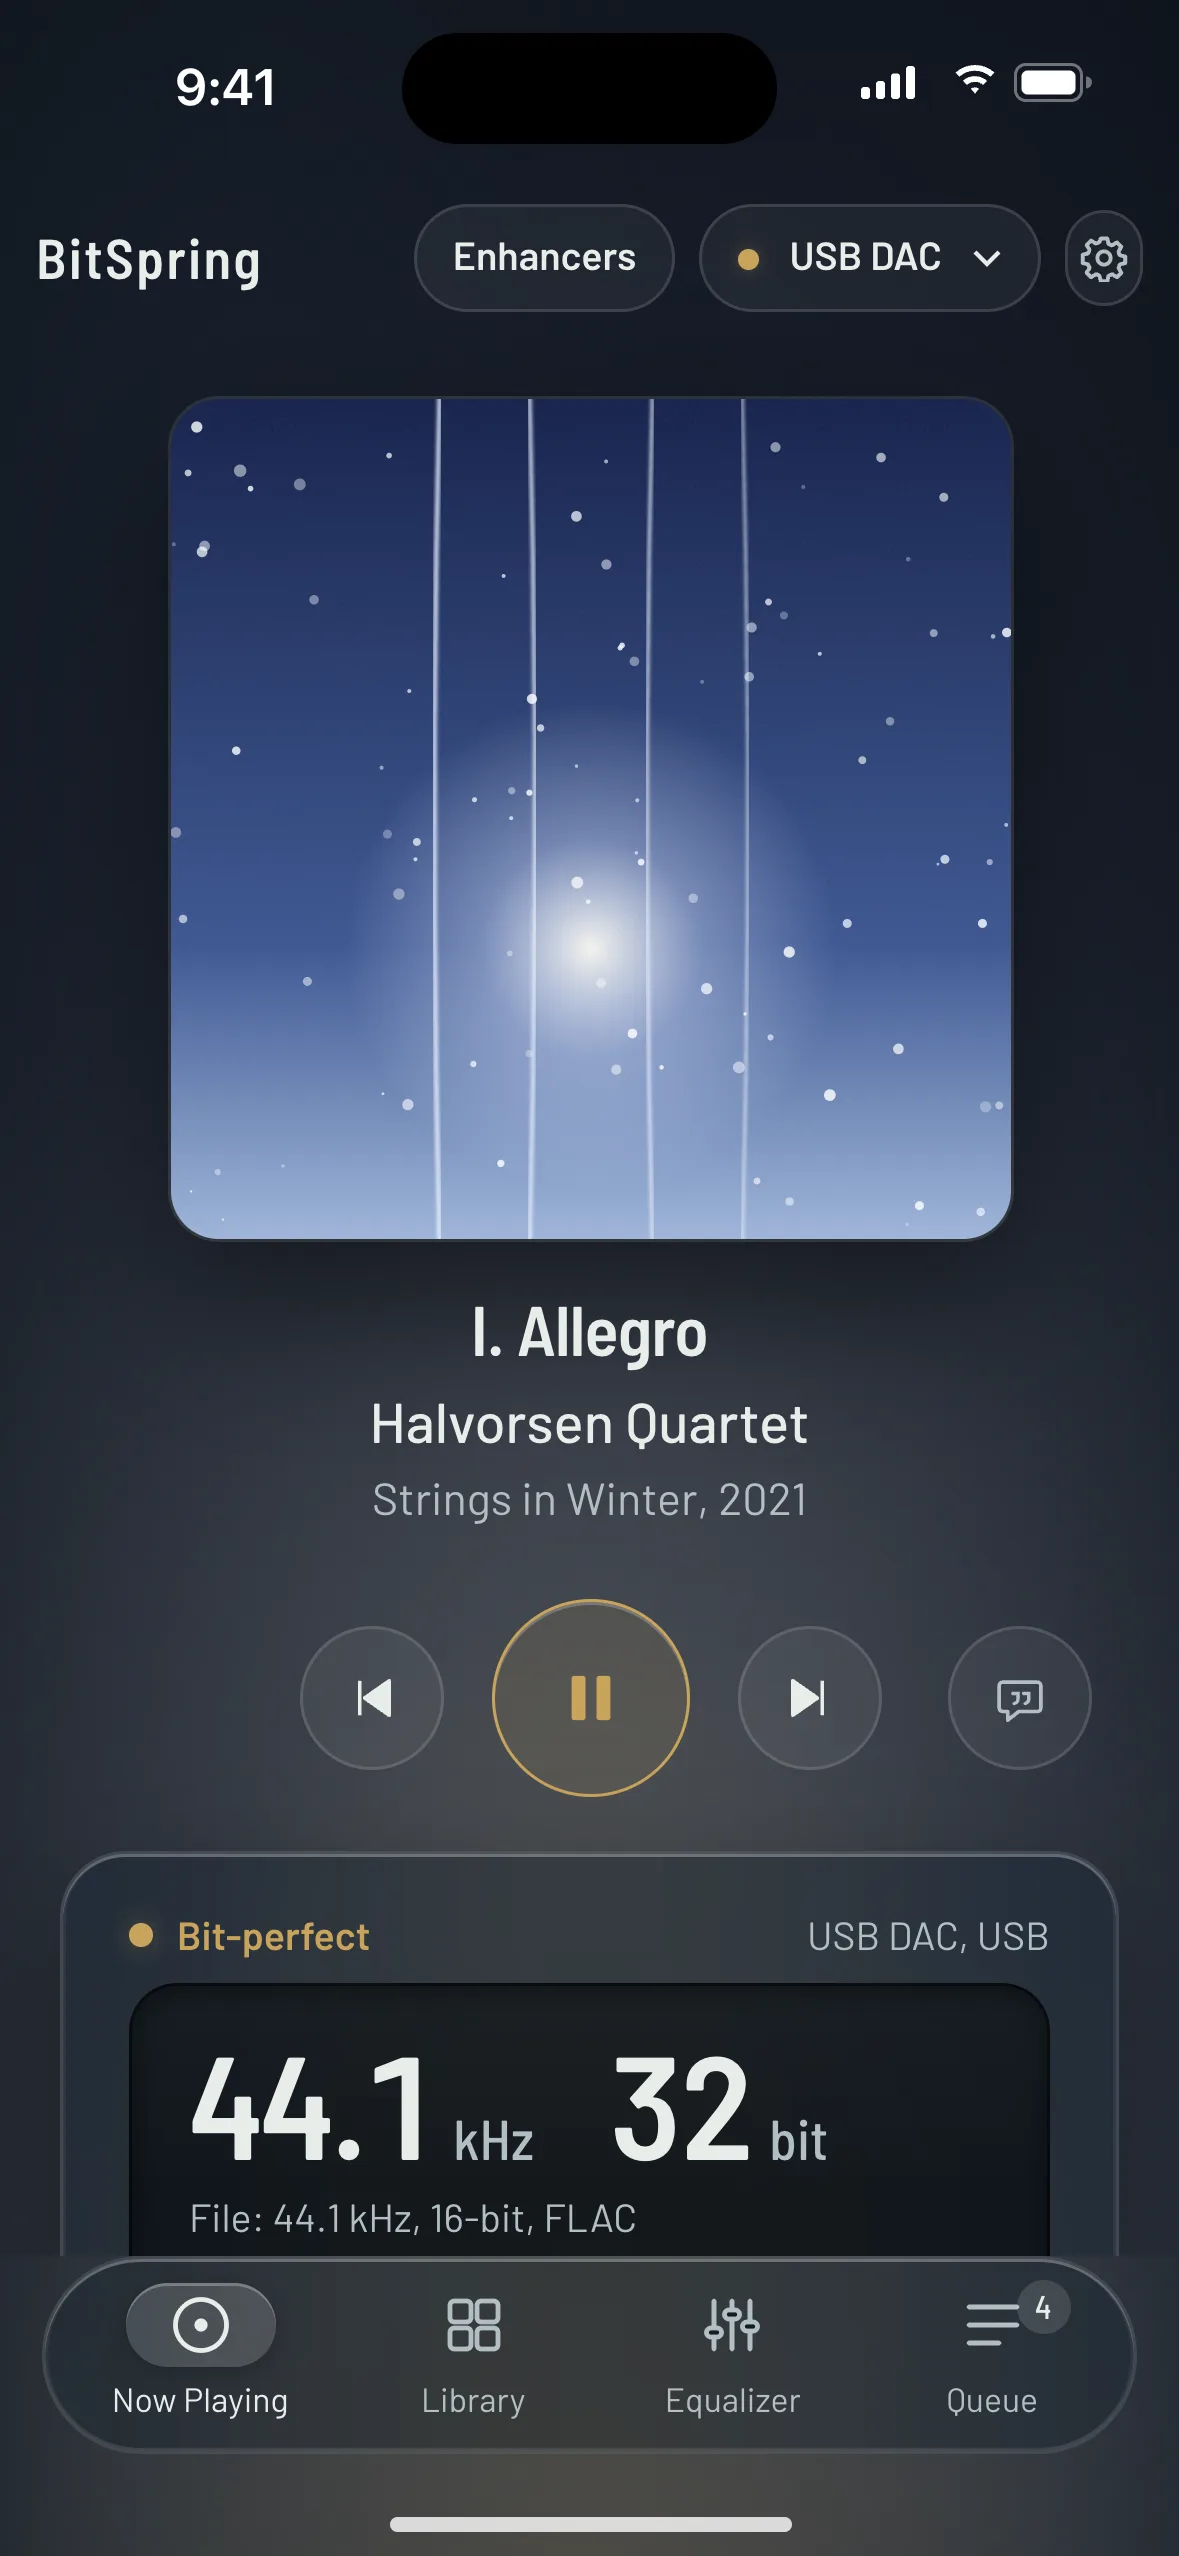 9:41
BitSpring
Enhancers
USB DAC
I. Allegro
Halvorsen Quartet
Strings in Winter, 2021
Bit-perfect
USB DAC, USB
44.1 kHz 32 bit
File: 44.1 kHz, 16-bit, FLAC
4
Now Playing
Library
Equalizer
Queue